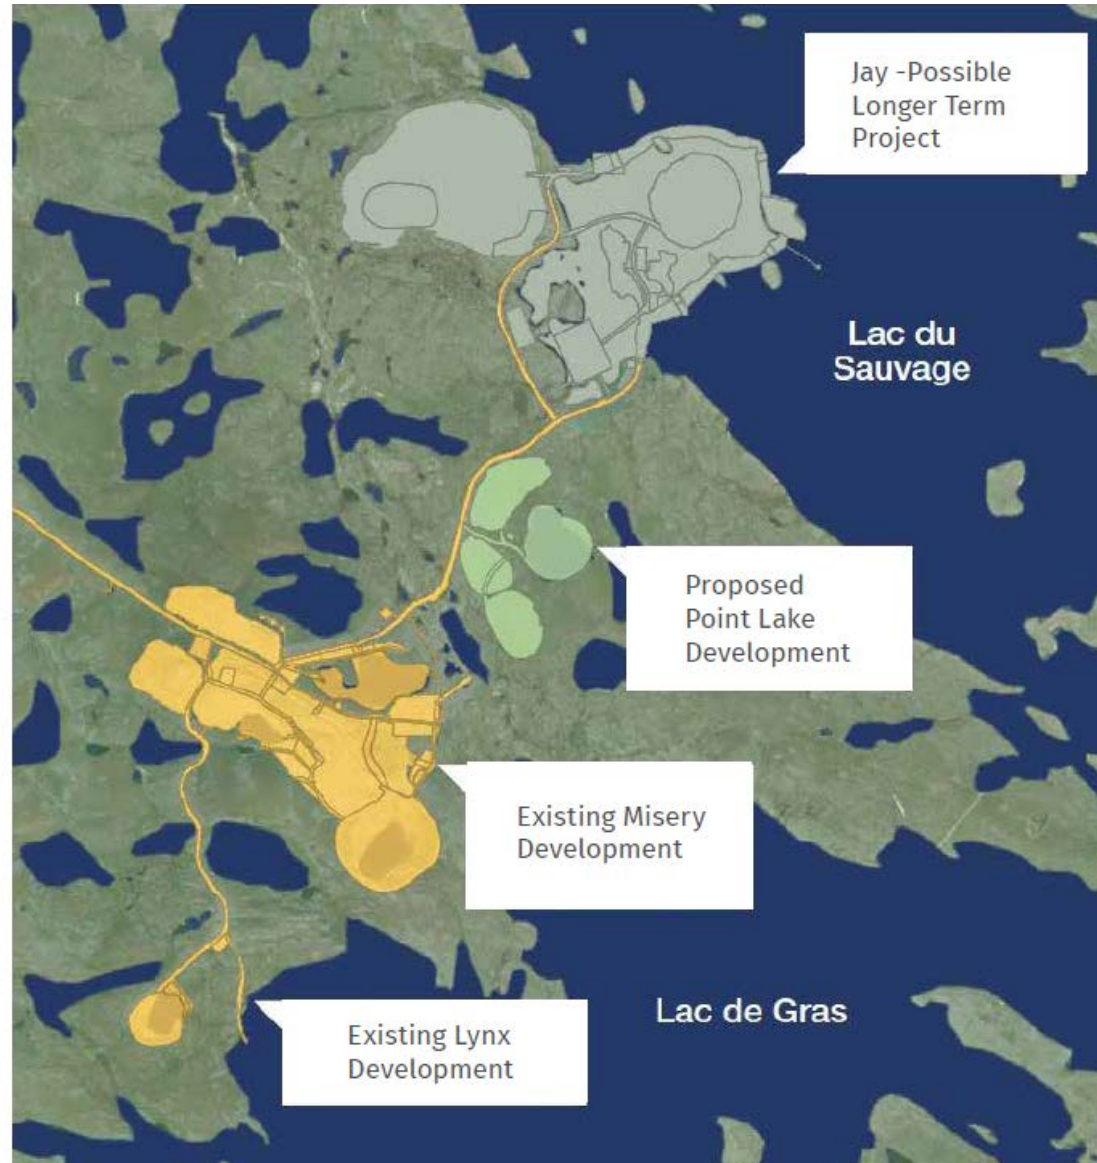 Jay -Possible
Longer Term
Project
Lac du
Sauvage
Proposed
Point Lake
Development
Existing Misery
Development
Lac de Gras
Existing Lynx
Development